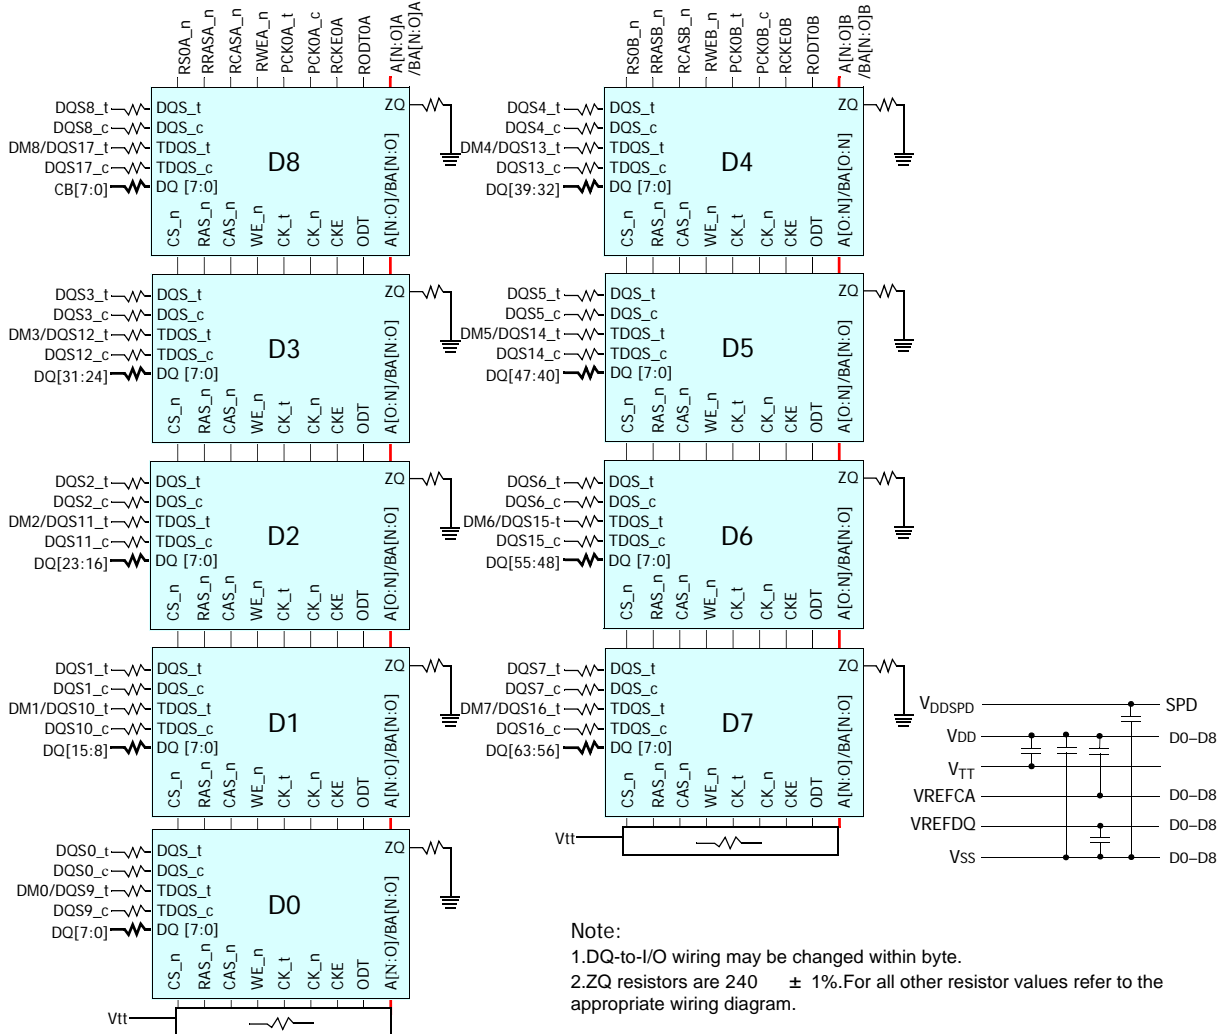 RS0A_n
RRASA_n
RCASA_n
RWEA_n
PCK0A_t
PCK0A_c
RCKE0A
RODT0A
A[N:O]A
/BA[N:O]A
DQS8_t
DQS8_c
DM8/DQS17_t
DQS17_c
CB[7:0]
DQS_t
DQS_c
TDQS_t
TDQS_c
DQ [7:0]
D8
ZQ
CS_n
RAS_n
CAS_n
WE_n
CK_t
CK_n
CKE
ODT
A[N:O]/BA[N:O]
DQS3_t
DQS3_c
DM3/DQS12_t
DQS12_c
DQ[31:24]
DQS_t
DQS_c
TDQS_t
TDQS_c
DQ [7:0]
D3
ZQ
CS_n
RAS_n
CAS_n
WE_n
CK_t
CK_n
CKE
ODT
A[O:N]/BA[N:O]
DQS2_t
DQS2_c
DM2/DQS11_t
DQS11_c
DQ[23:16]
DQS_t
DQS_c
TDQS_t
TDQS_c
DQ [7:0]
D2
ZQ
CS_n
RAS_n
CAS_n
WE_n
CK_t
CK_n
CKE
ODT
A[O:N]/BA[N:O]
DQS1_t
DQS1_c
DM1/DQS10_t
DQS10_c
DQ[15:8]
DQS_t
DQS_c
TDQS_t
TDQS_c
DQ [7:0]
D1
ZQ
CS_n
RAS_n
CAS_n
WE_n
CK_t
CK_n
CKE
ODT
A[N:O]/BA[N:O]
DQS0_t
DQS0_c
DM0/DQS9_t
DQS9_c
DQ[7:0]
DQS_t
DQS_c
TDQS_t
TDQS_c
DQ [7:0]
D0
ZQ
CS_n
RAS_n
CAS_n
WE_n
CK_t
CK_n
CKE
ODT
A[N:O]/BA[N:O]
Vtt
RS0B_n
RRASB_n
RCASB_n
RWEB_n
PCK0B_t
PCK0B_c
RCKE0B
RODT0B
A[N:O]B
/BA[N:O]B
DQS4_t
DQS4_c
DM4/DQS13_t
DQS13_c
DQ[39:32]
DQS_t
DQS_c
TDQS_t
TDQS_c
DQ [7:0]
D4
ZQ
CS_n
RAS_n
CAS_n
WE_n
CK_t
CK_n
CKE
ODT
A[O:N]/BA[O:N]
DQS5_t
DQS5_c
DM5/DQS14_t
DQS14_c
DQ[47:40]
DQS_t
DQS_c
TDQS_t
TDQS_c
DQ [7:0]
D5
ZQ
CS_n
RAS_n
CAS_n
WE_n
CK_t
CK_n
CKE
ODT
A[O:N]/BA[N:O]
DQS6_t
DQS6_c
DM6/DQS15-t
DQS15_c
DQ[55:48]
DQS_t
DQS_c
TDQS_t
TDQS_c
DQ [7:0]
D6
ZQ
CS_n
RAS_n
CAS_n
WE_n
CK_t
CK_n
CKE
ODT
A[O:N]/BA[N:O]
DQS7_t
DQS7_c
DM7/DQS16_t
DQS16_c
DQ[63:56]
DQS_t
DQS_c
TDQS_t
TDQS_c
DQ [7:0]
D7
ZQ
CS_n
RAS_n
CAS_n
WE_n
CK_t
CK_n
CKE
ODT
A[N:O]/BA[N:O]
Vtt
VDDSPD SPD
VDD D0–D8
VTT
VREFCA D0–D8
VREFDQ D0–D8
VSS D0–D8
Note:
1.DQ-to-I/O wiring may be changed within byte.
2.ZQ resistors are 240 ± 1%.For all other resistor values refer to the
appropriate wiring diagram.